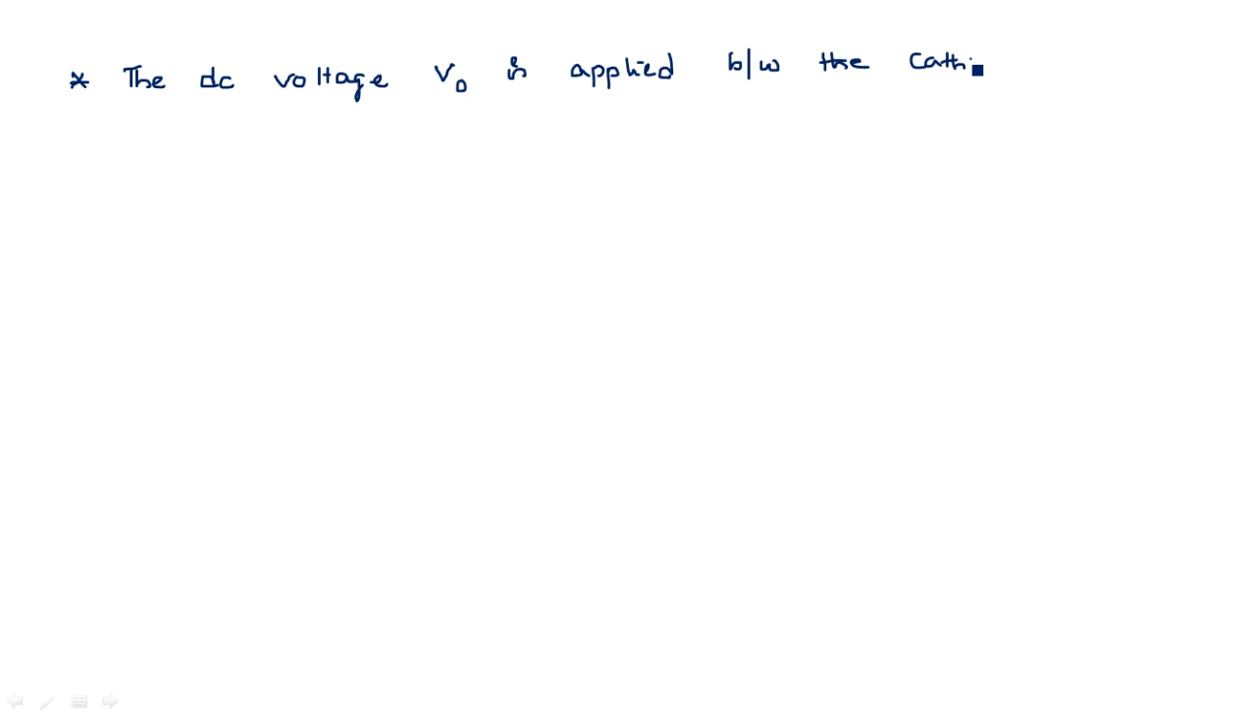 * The dc voltage V₀ is applied b/w the Cath